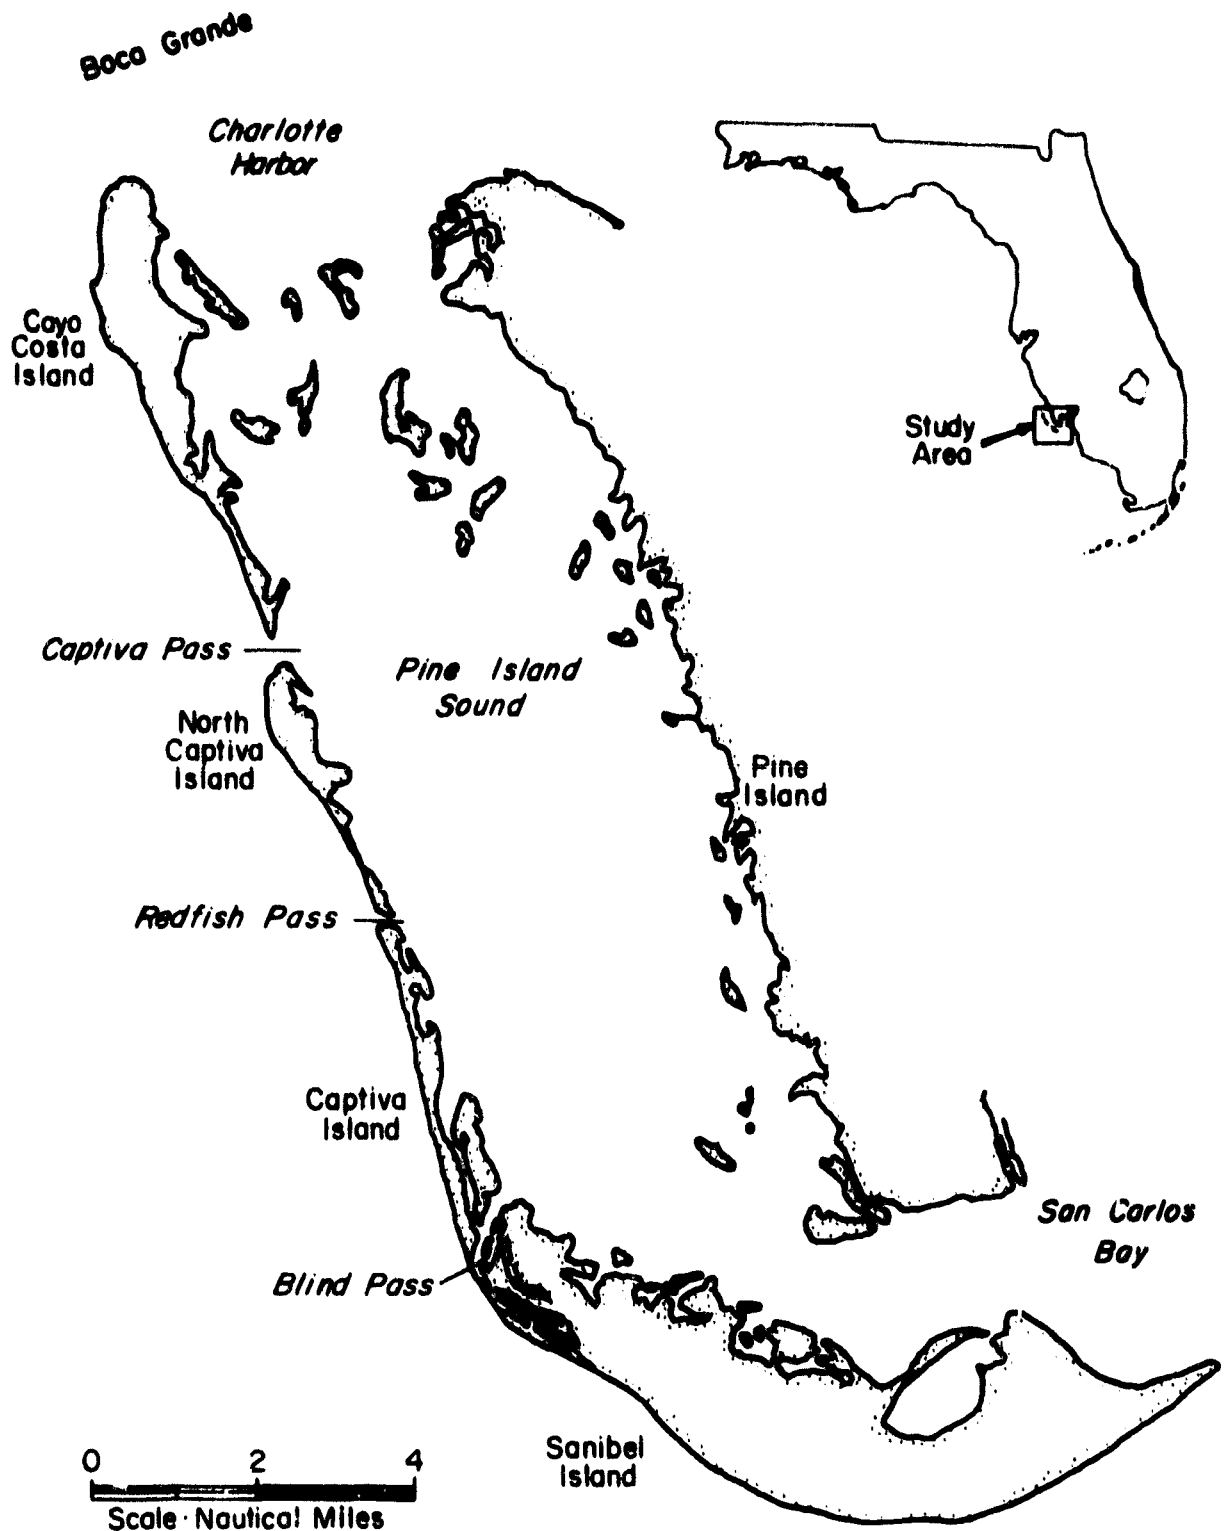 Boca Grande
Charlotte
Harbor
Cayo
Costa
Island
Study
Area
Captiva Pass
Pine Island
Sound
North
Captiva
Island
Pine
Island
Redfish Pass
Captiva
Island
San Carlos
Bay
Blind Pass
Sanibel
Island
0 2 4
Scale · Nautical Miles